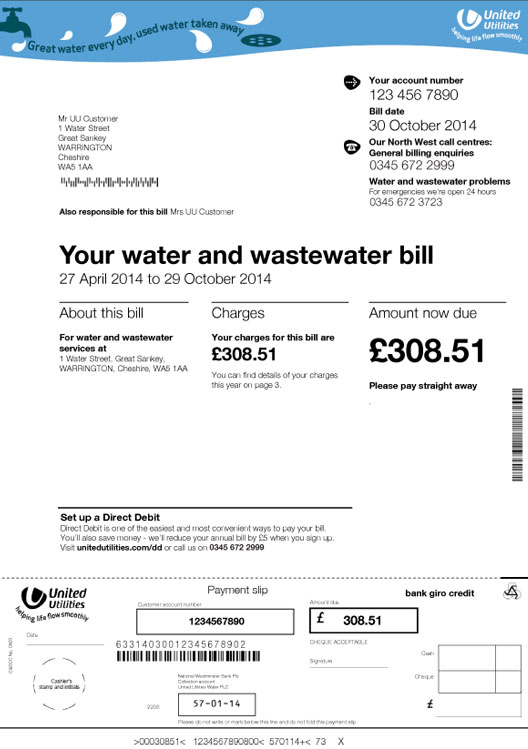 Great water every day, used water taken away
United
Utilities
helping life flow smoothly
Your account number
123 456 7890
Bill date
30 October 2014
Our North West call centres:
General billing enquiries
0345 672 2999
Water and wastewater problems
For emergencies we're open 24 hours
0345 672 3723
Mr UU Customer
1 Water Street
Great Sankey
WARRINGTON
Cheshire
WA5 1AA
Also responsible for this bill Mrs UU Customer
Your water and wastewater bill
27 April 2014 to 29 October 2014
About this bill
For water and wastewater
services at
1 Water Street, Great Sankey,
WARRINGTON, Cheshire, WA5 1AA
Charges
Your charges for this bill are
£308.51
You can find details of your charges
this year on page 3.
Amount now due
£308.51
Please pay straight away
Set up a Direct Debit
Direct Debit is one of the easiest and most convenient ways to pay your bill.
You'll also save money - we'll reduce your annual bill by £5 when you sign up.
Visit unitedutilities.com/dd or call us on 0345 672 2999
United
Utilities
helping life flow smoothly
Payment slip
bank giro credit
Customer account number
1234567890
Amount due
£ 308.51
CHEQUE ACCEPTABLE
Date
63314030012345678902
Signature
Cash
Cheque
£
Cashier's
stamp and initials
National Westminster Bank Plc
Collection account
United Utilities Water PLC
57-01-14
Please do not write or mark below this line and do not fold this payment slip
>00030851< 1234567890800< 570114+< 73 X